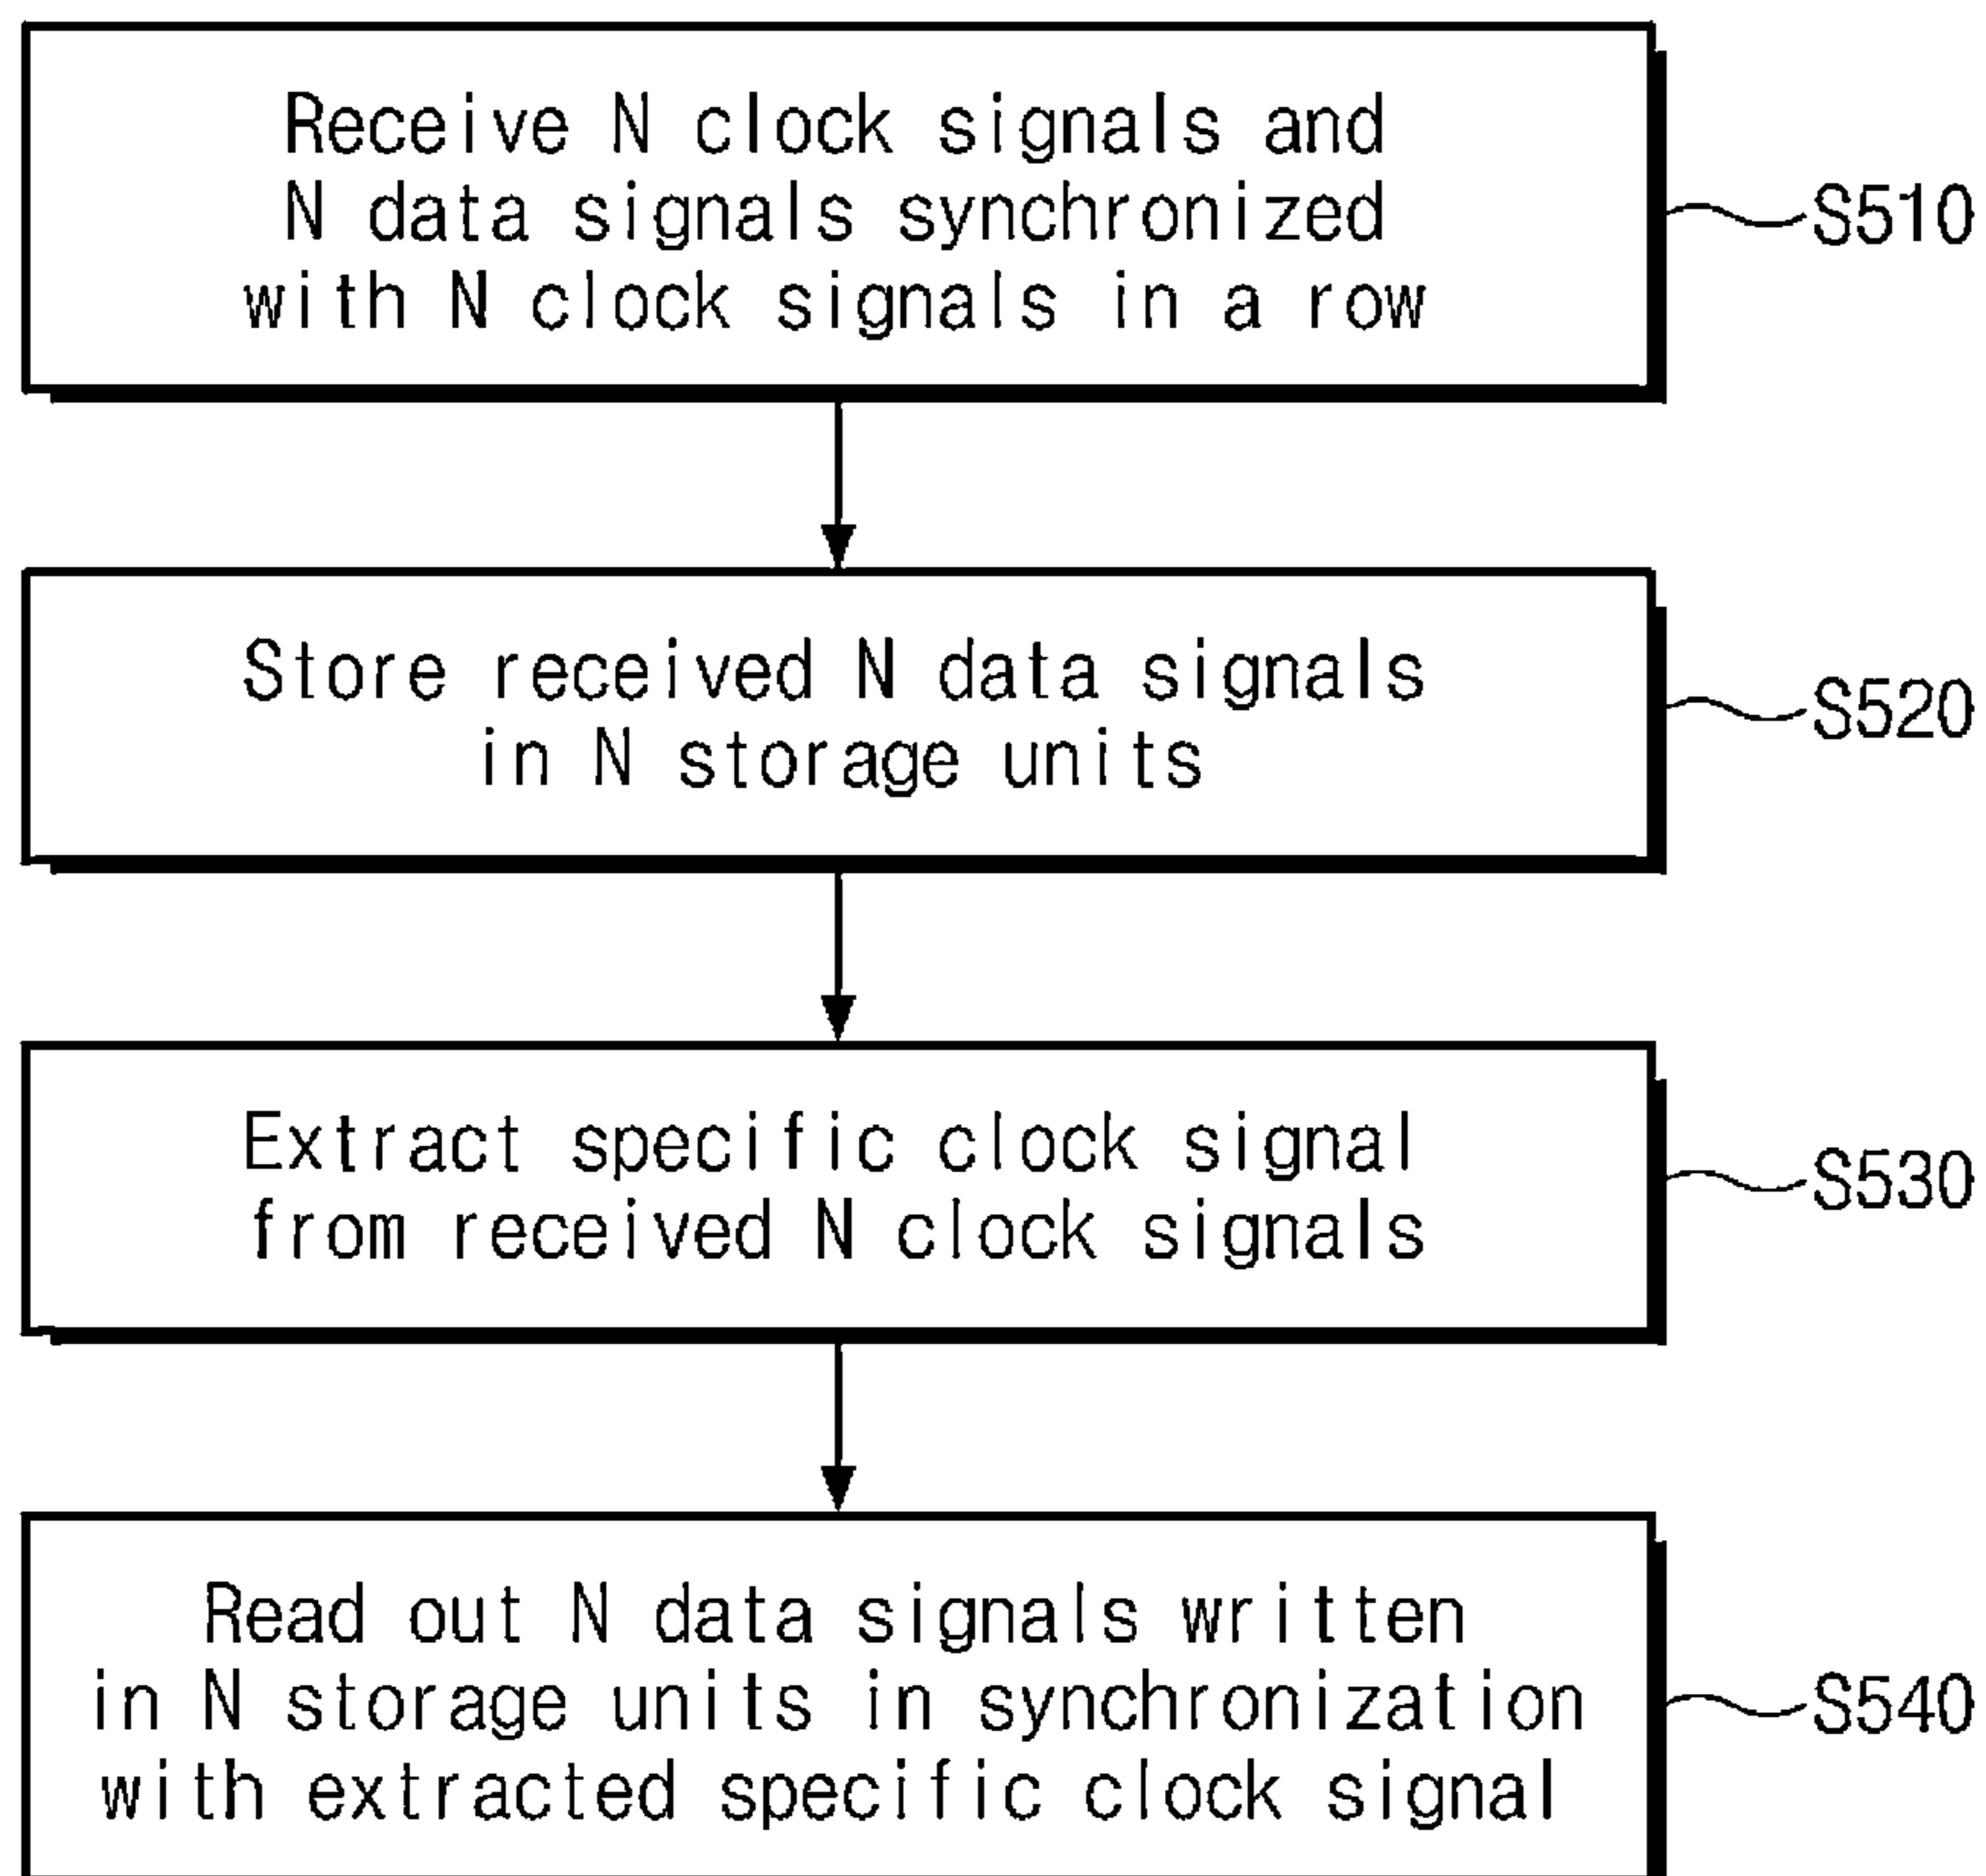 Receive N clock signals and
N data signals synchronized
with N clock signals in a row
S510
Store received N data signals
in N storage units
S520
Extract specific clock signal
from received N clock signals
S530
Read out N data signals written
in N storage units in synchronization
with extracted specific clock signal
S540